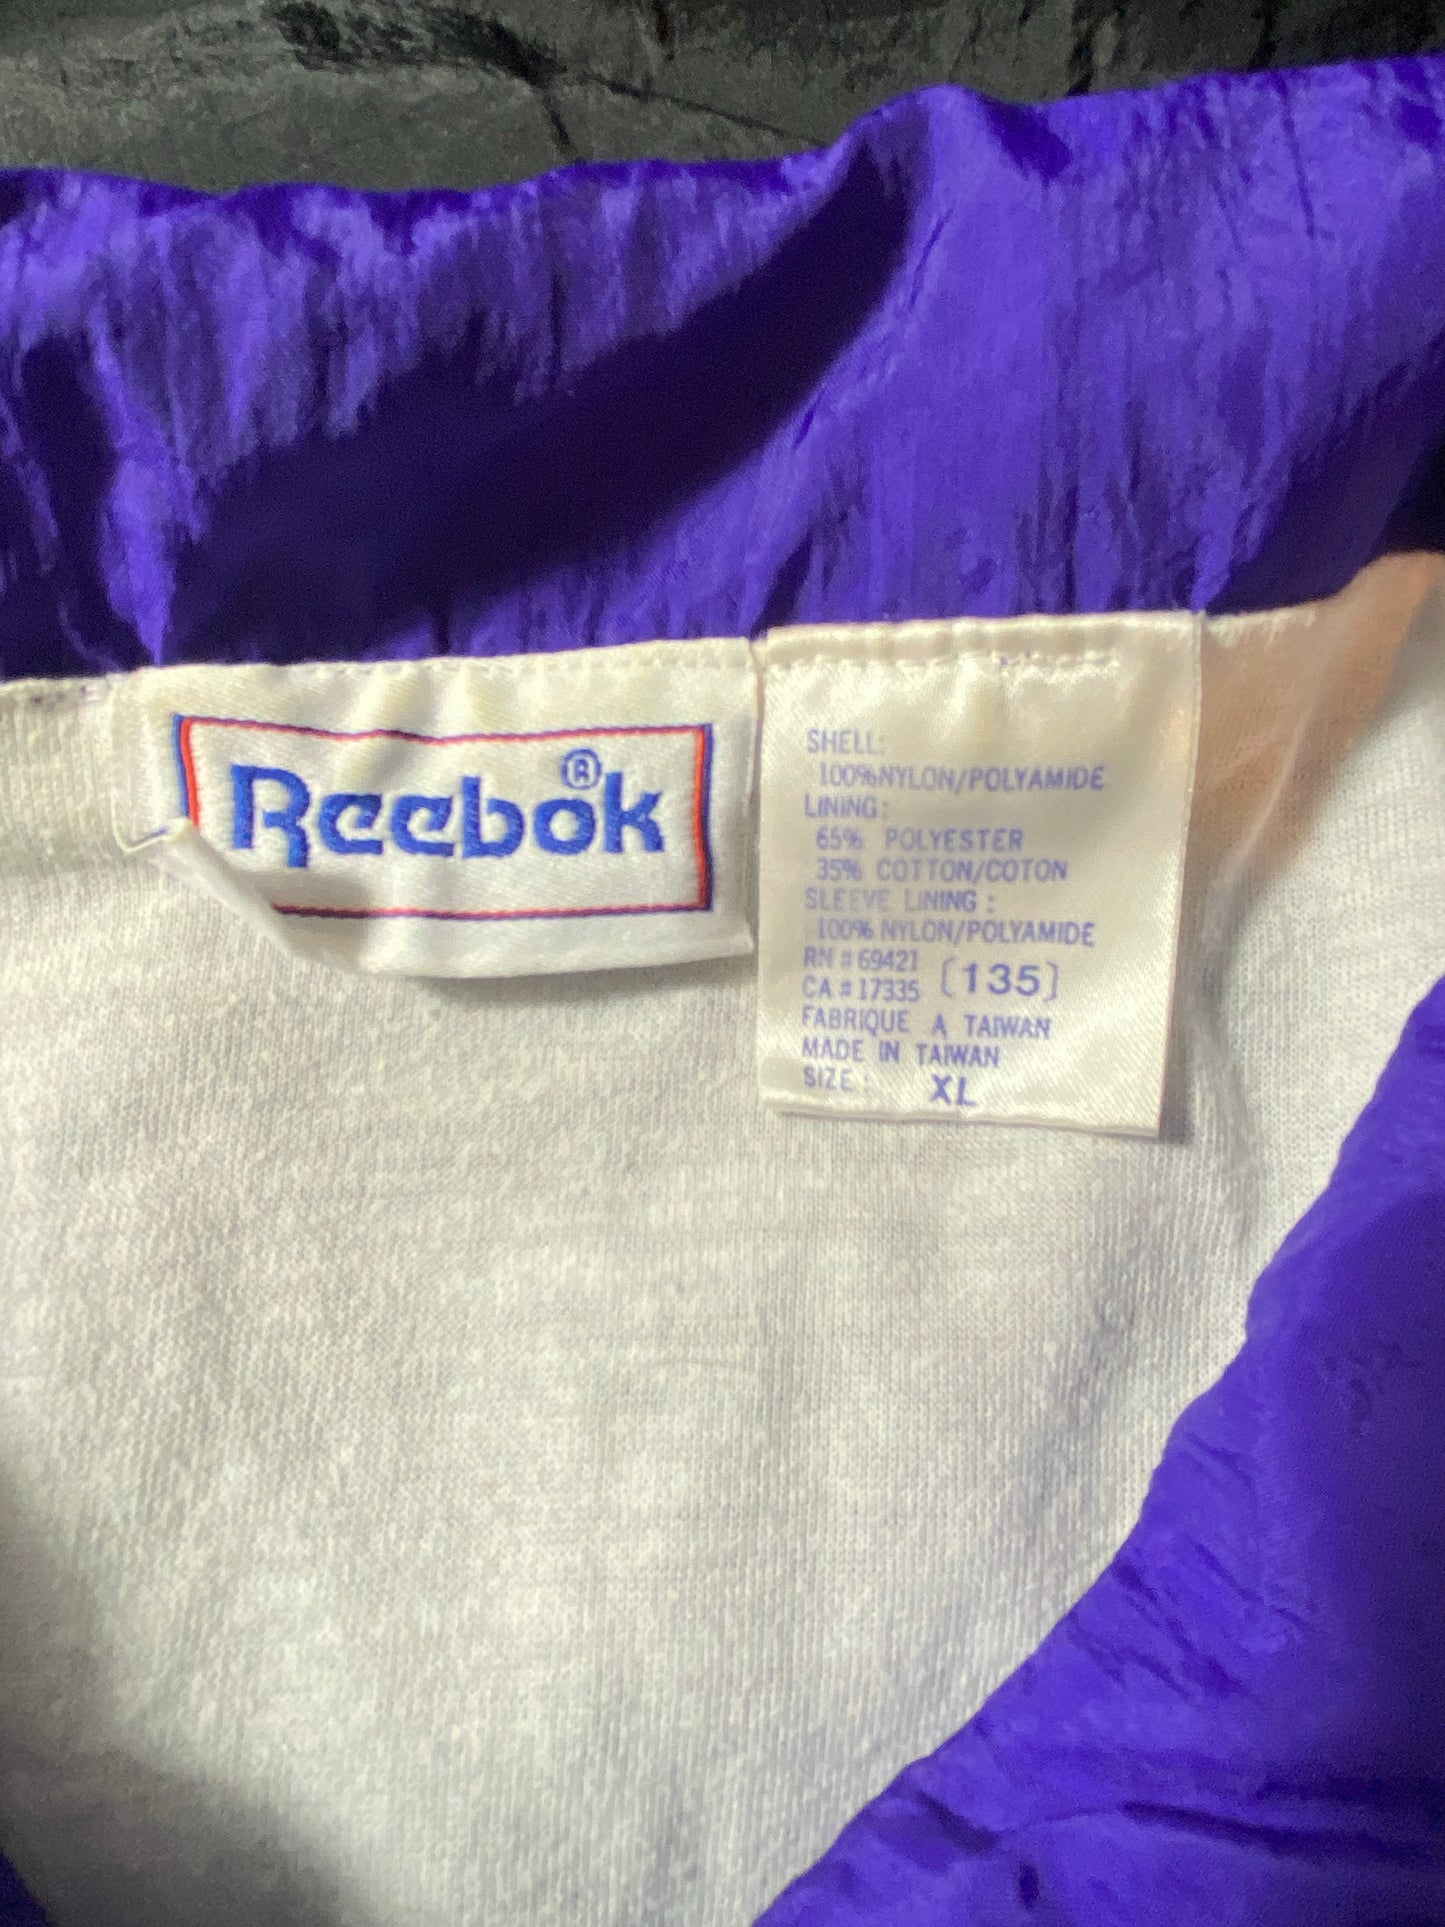 Reebok®
SHELL:
100%NYLON/POLYAMIDE
LINING:
65% POLYESTER
35% COTTON/COTON
SLEEVE LINING:
100% NYLON/POLYAMIDE
RN # 69421
CA # 17335 [135]
FABRIQUE A TAIWAN
MADE IN TAIWAN
SIZE: XL